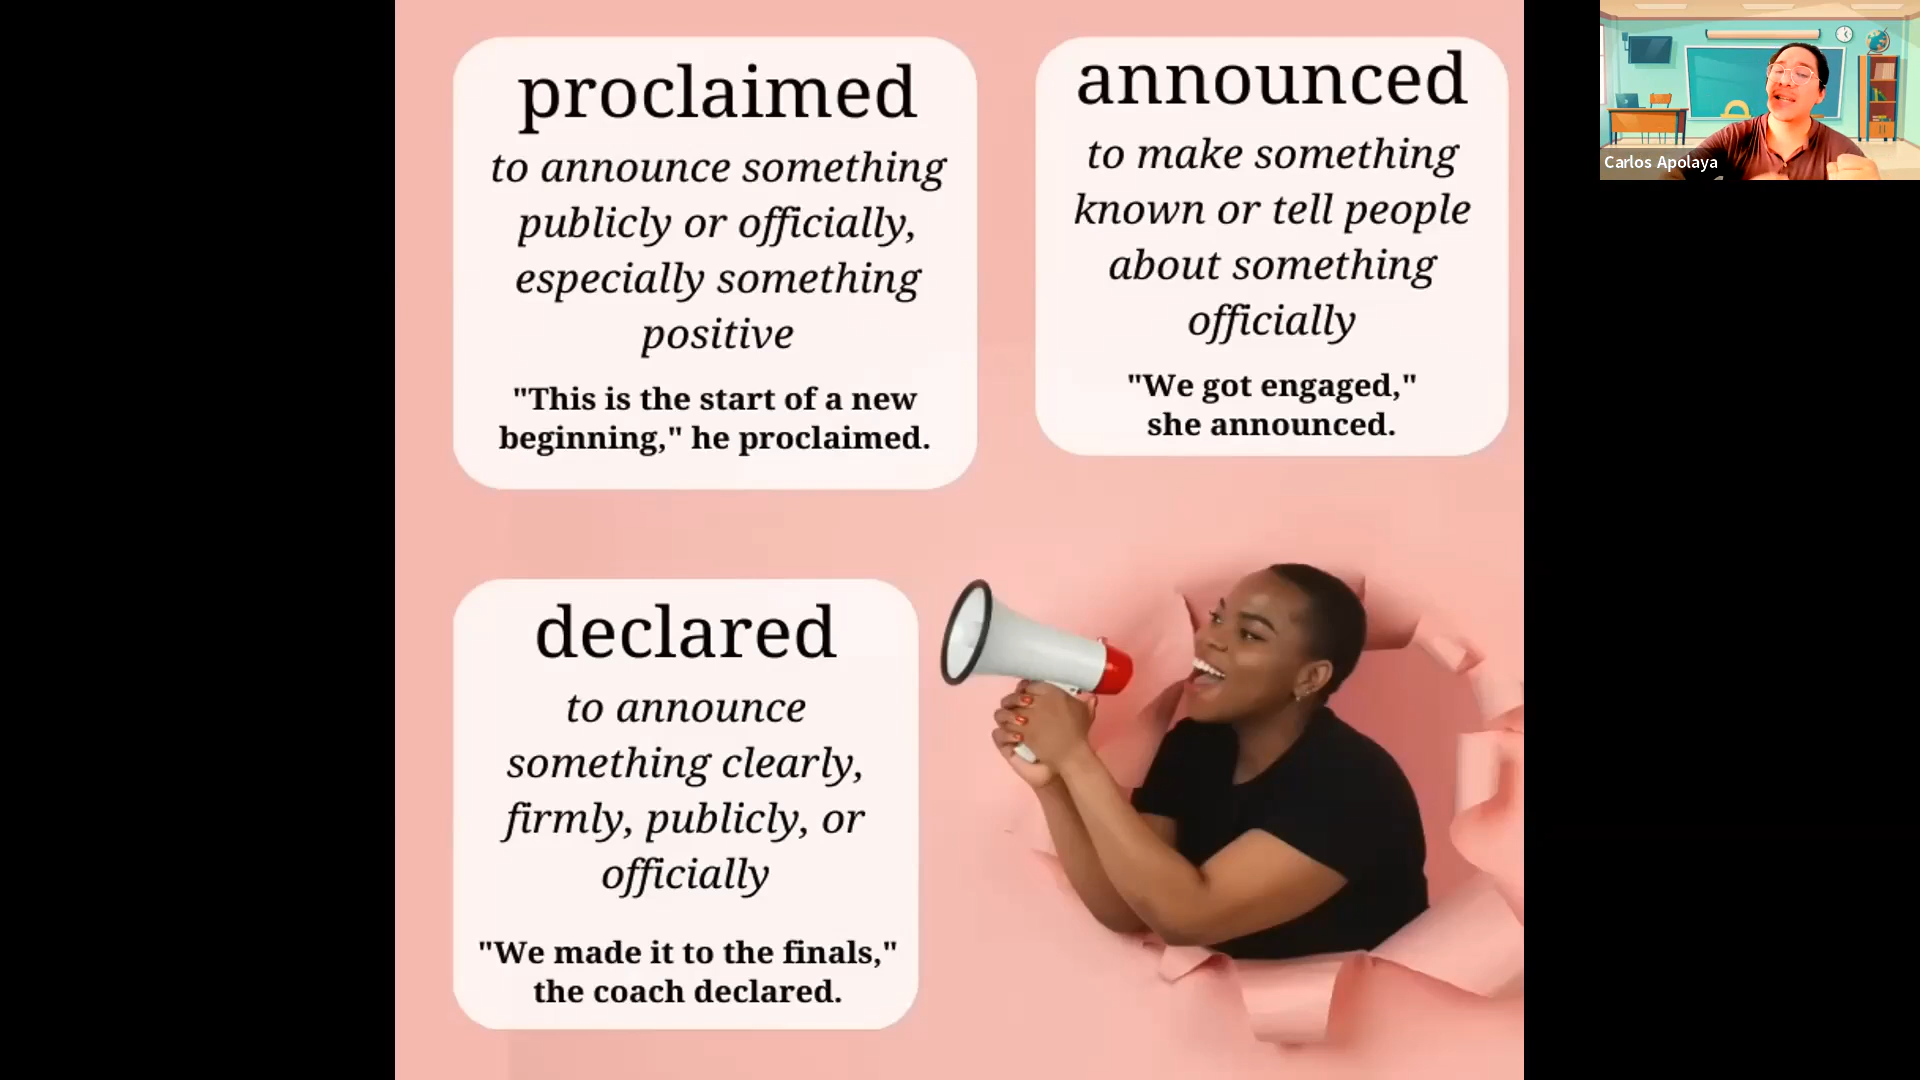 proclaimed
to announce something
publicly or officially,
especially something
positive
"This is the start of a new
beginning," he proclaimed.
announced
to make something
known or tell people
about something
officially
"We got engaged,"
she announced.
declared
to announce
something clearly,
firmly, publicly, or
officially
"We made it to the finals,"
the coach declared.
Carlos Apolaya